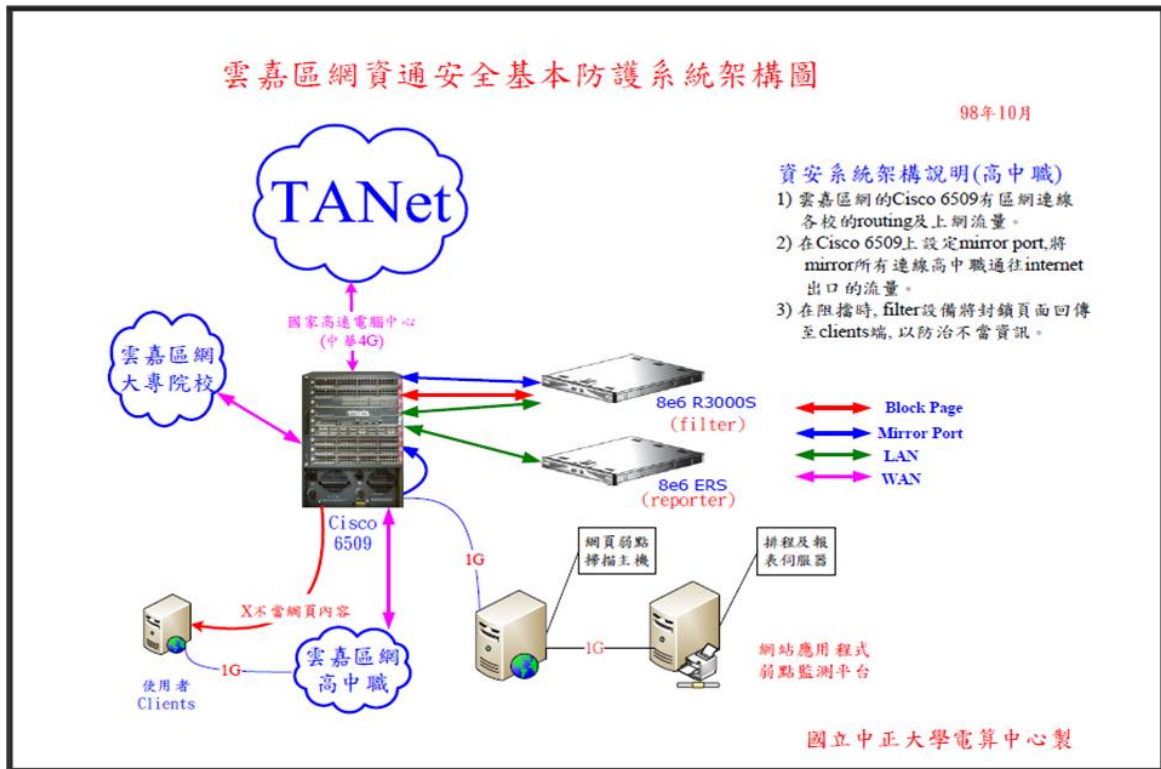 雲嘉區網資通安全基本防護系統架構圖
98年10月
TANet
資安系統架構說明(高中職)
1) 雲嘉區網的Cisco 6509有區網連線
各校的routing及上網流量。
2) 在Cisco 6509上設定mirror port,將
mirror所有連線高中職通往internet
出口的流量。
3) 在阻擋時, filter設備將封鎖頁面回傳
至clients端, 以防治不當資訊。
國家高速電腦中心
(中華4G)
雲嘉區網
大專院校
8e6 R3000S
(filter)
8e6 ERS
(reporter)
Block Page
Mirror Port
LAN
WAN
Cisco
6509
1G
網頁弱點
掃描主機
排程及報
表伺服器
X不當網頁內容
1G
雲嘉區網
高中職
1G
網站應用程式
弱點監測平台
使用者
Clients
國立中正大學電算中心製